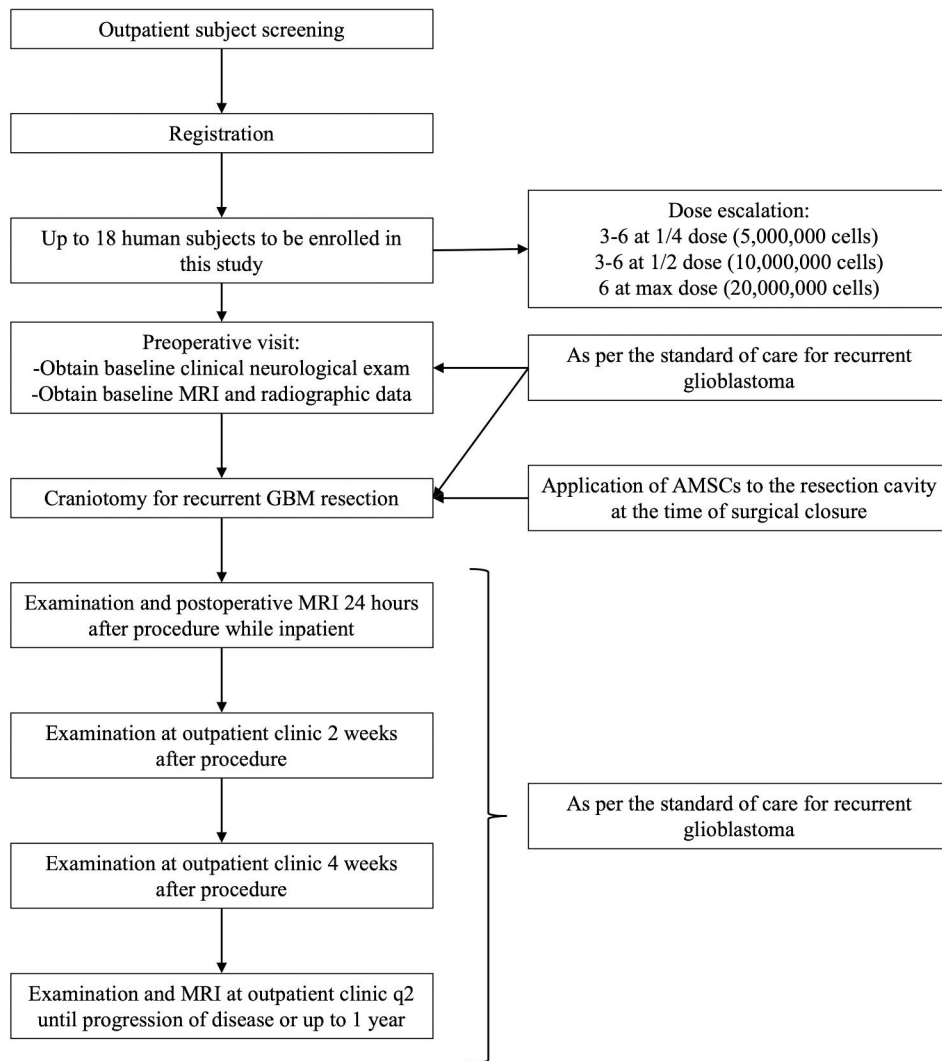 Outpatient subject screening
Registration
Up to 18 human subjects to be enrolled in
this study
Dose escalation:
3-6 at 1/4 dose (5,000,000 cells)
3-6 at 1/2 dose (10,000,000 cells)
6 at max dose (20,000,000 cells)
Preoperative visit:
-Obtain baseline clinical neurological exam
-Obtain baseline MRI and radiographic data
As per the standard of care for recurrent
glioblastoma
Craniotomy for recurrent GBM resection
Application of AMSCs to the resection cavity
at the time of surgical closure
Examination and postoperative MRI 24 hours
after procedure while inpatient
Examination at outpatient clinic 2 weeks
after procedure
As per the standard of care for recurrent
glioblastoma
Examination at outpatient clinic 4 weeks
after procedure
Examination and MRI at outpatient clinic q2
until progression of disease or up to 1 year